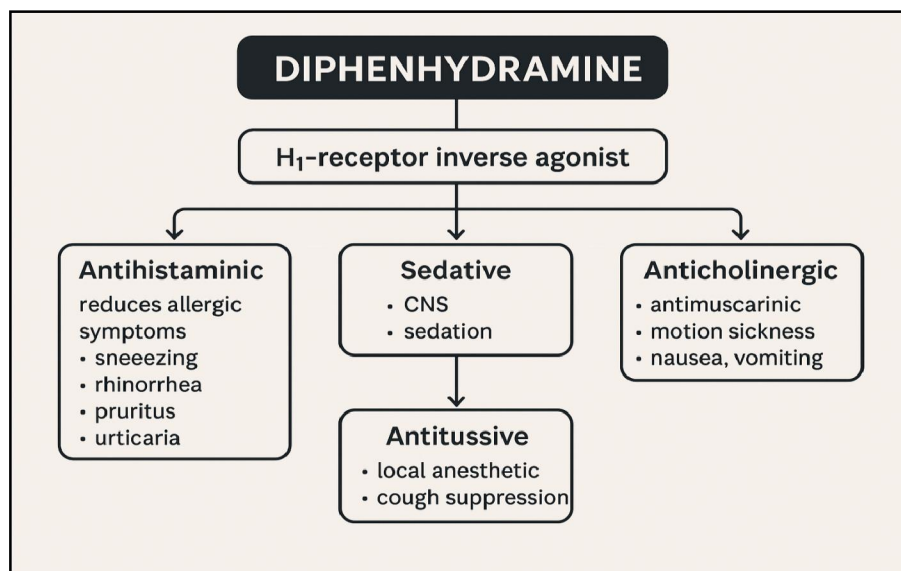 DIPHENHYDRAMINE
H₁-receptor inverse agonist
Antihistaminic
reduces allergic
symptoms
• sneeezing
• rhinorrhea
• pruritus
• urticaria
Sedative
• CNS
• sedation
Antitussive
• local anesthetic
• cough suppression
Anticholinergic
• antimuscarinic
• motion sickness
• nausea, vomiting